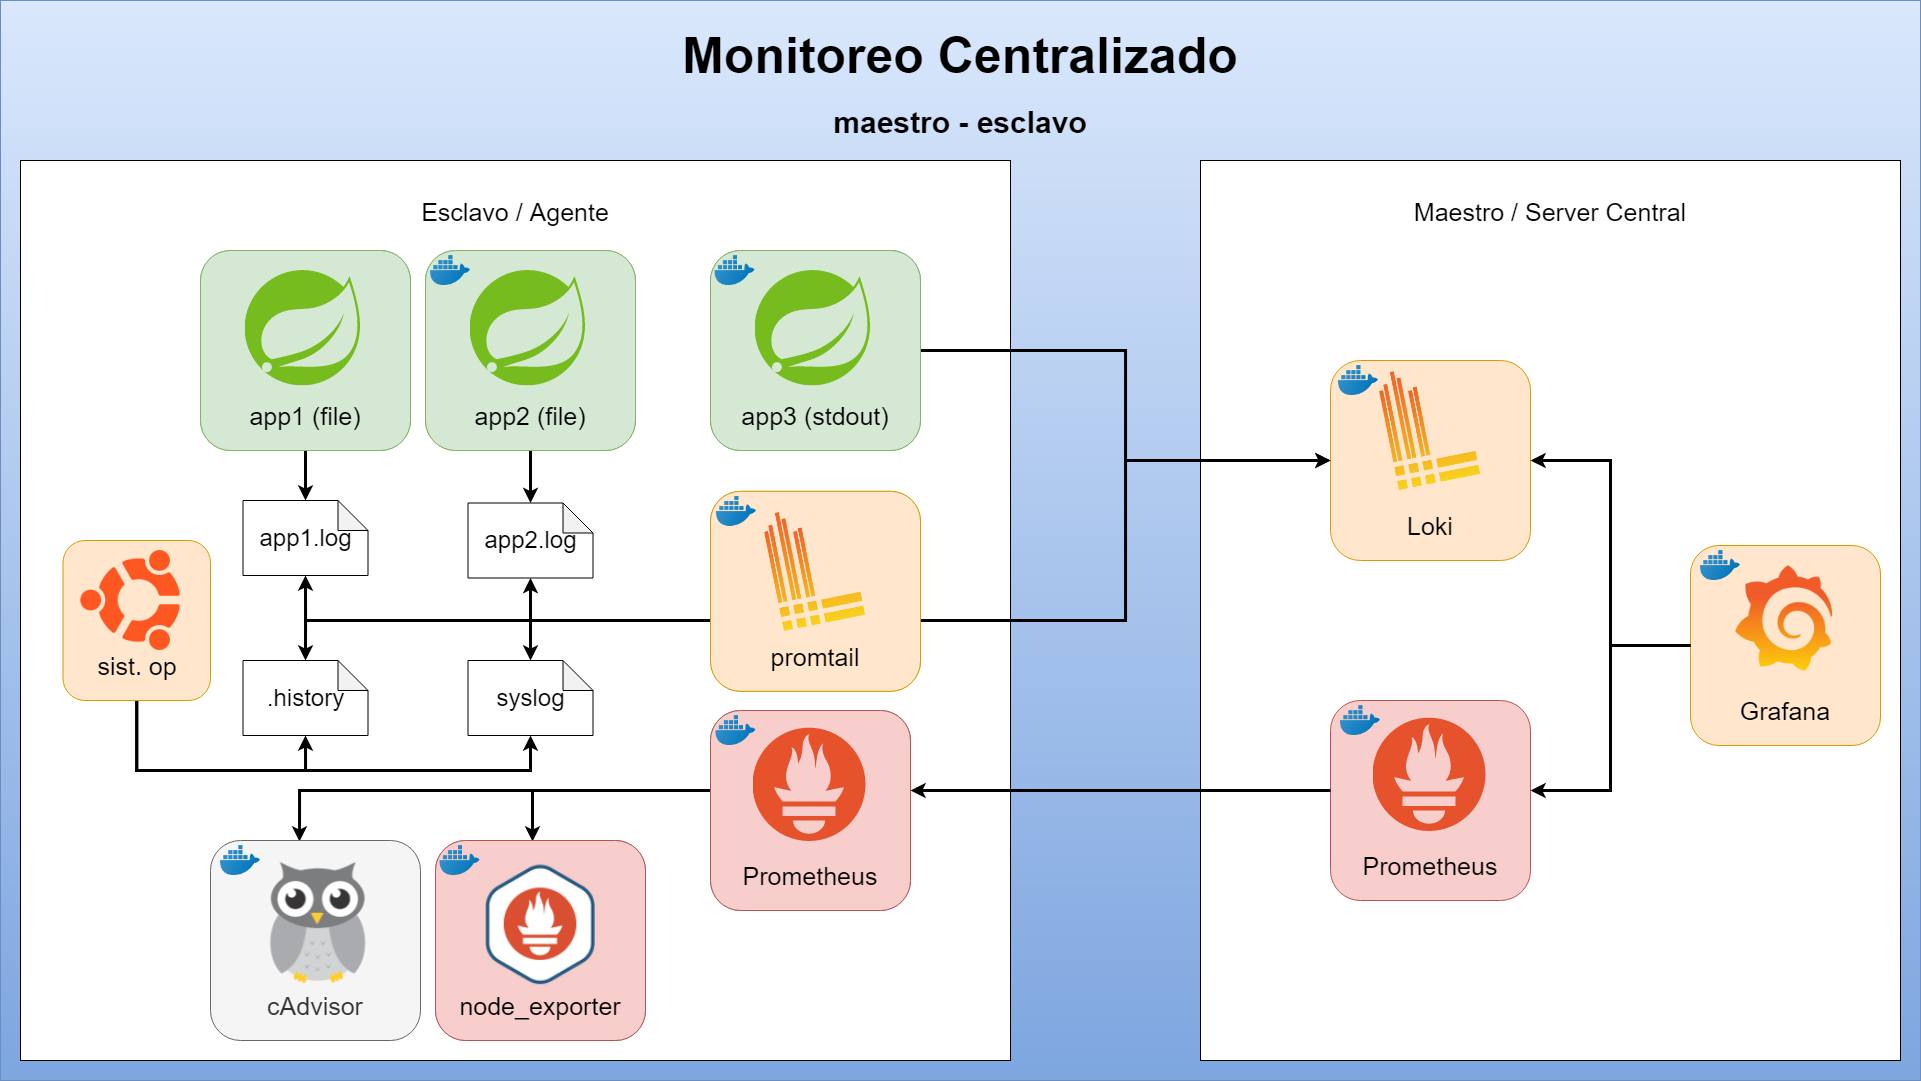 Monitoreo Centralizado
maestro - esclavo
Esclavo / Agente
Maestro / Server Central
app1 (file)
app2 (file)
app3 (stdout)
app1.log
app2.log
Loki
sist. op
.history
syslog
promtail
Grafana
Prometheus
Prometheus
cAdvisor
node_exporter